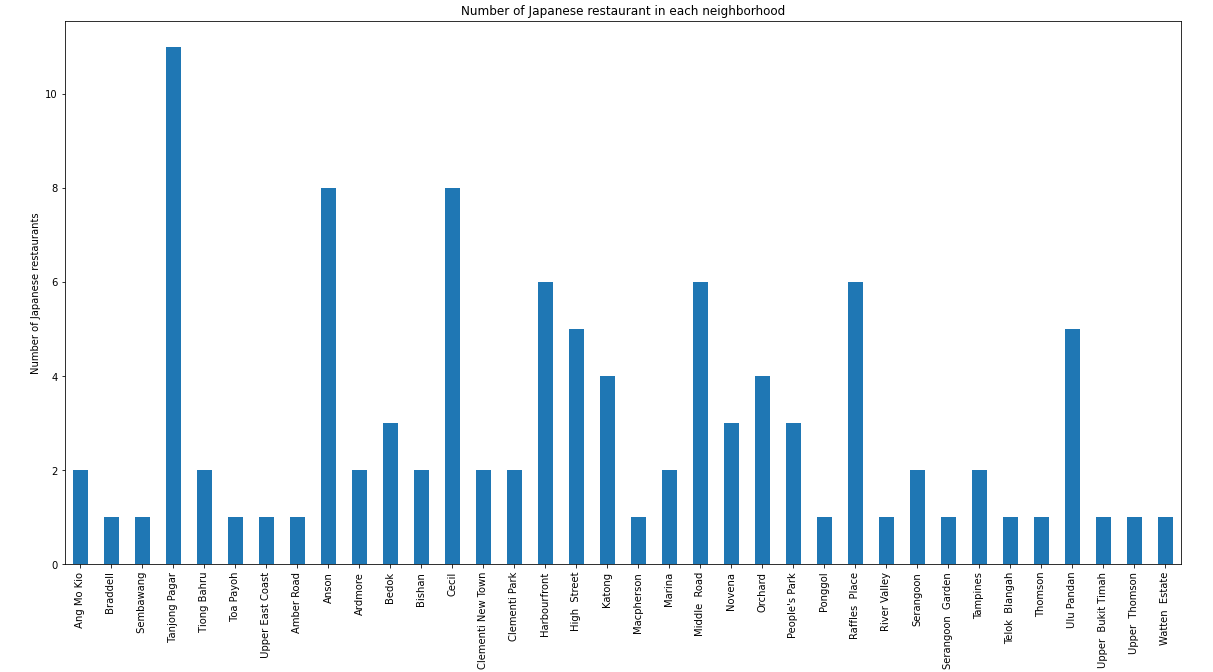 Number of Japanese restaurant in each neighborhood
Number of Japanese restaurants
10
8
6
4
2
0
Ang Mo Kio
Braddell
Sembawang
Tanjong Pagar
Tiong Bahru
Toa Payoh
Upper East Coast
Amber Road
Anson
Ardmore
Bedok
Bishan
Cecil
Clementi New Town
Clementi Park
Harbourfront
High  Street
Katong
Macpherson
Marina
Middle  Road
Novena
Orchard
People's Park
Ponggol
Raffles  Place
River Valley
Serangoon
Serangoon  Garden
Tampines
Telok  Blangah
Thomson
Ulu Pandan
Upper  Bukit Timah
Upper  Thomson
Watten  Estate